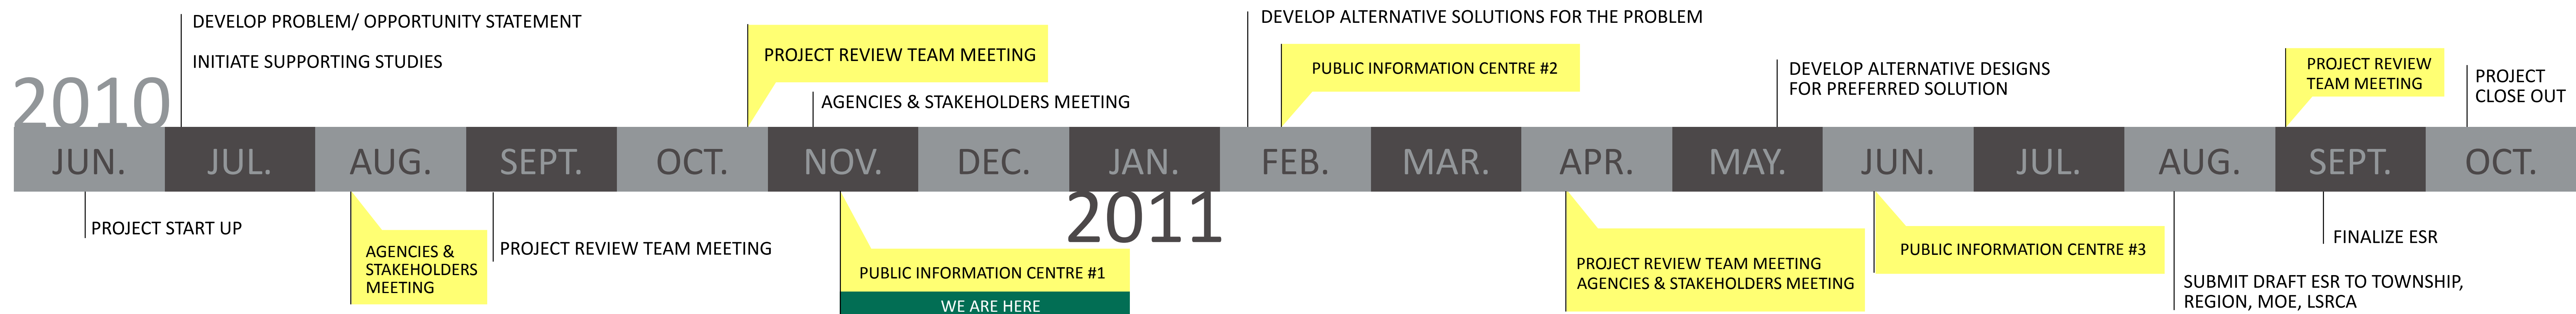 DEVELOP PROBLEM/ OPPORTUNITY STATEMENT
INITIATE SUPPORTING STUDIES
PROJECT REVIEW TEAM MEETING
AGENCIES & STAKEHOLDERS MEETING
DEVELOP ALTERNATIVE SOLUTIONS FOR THE PROBLEM
PUBLIC INFORMATION CENTRE #2
DEVELOP ALTERNATIVE DESIGNS
FOR PREFERRED SOLUTION
PROJECT REVIEW
TEAM MEETING
PROJECT
CLOSE OUT
2010
JUN. JUL. AUG. SEPT. OCT. NOV. DEC. JAN. FEB. MAR. APR. MAY. JUN. JUL. AUG. SEPT. OCT.
2011
PROJECT START UP
AGENCIES &
STAKEHOLDERS
MEETING
PROJECT REVIEW TEAM MEETING
PUBLIC INFORMATION CENTRE #1
WE ARE HERE
PROJECT REVIEW TEAM MEETING
AGENCIES & STAKEHOLDERS MEETING
PUBLIC INFORMATION CENTRE #3
SUBMIT DRAFT ESR TO TOWNSHIP,
REGION, MOE, LSRCA
FINALIZE ESR